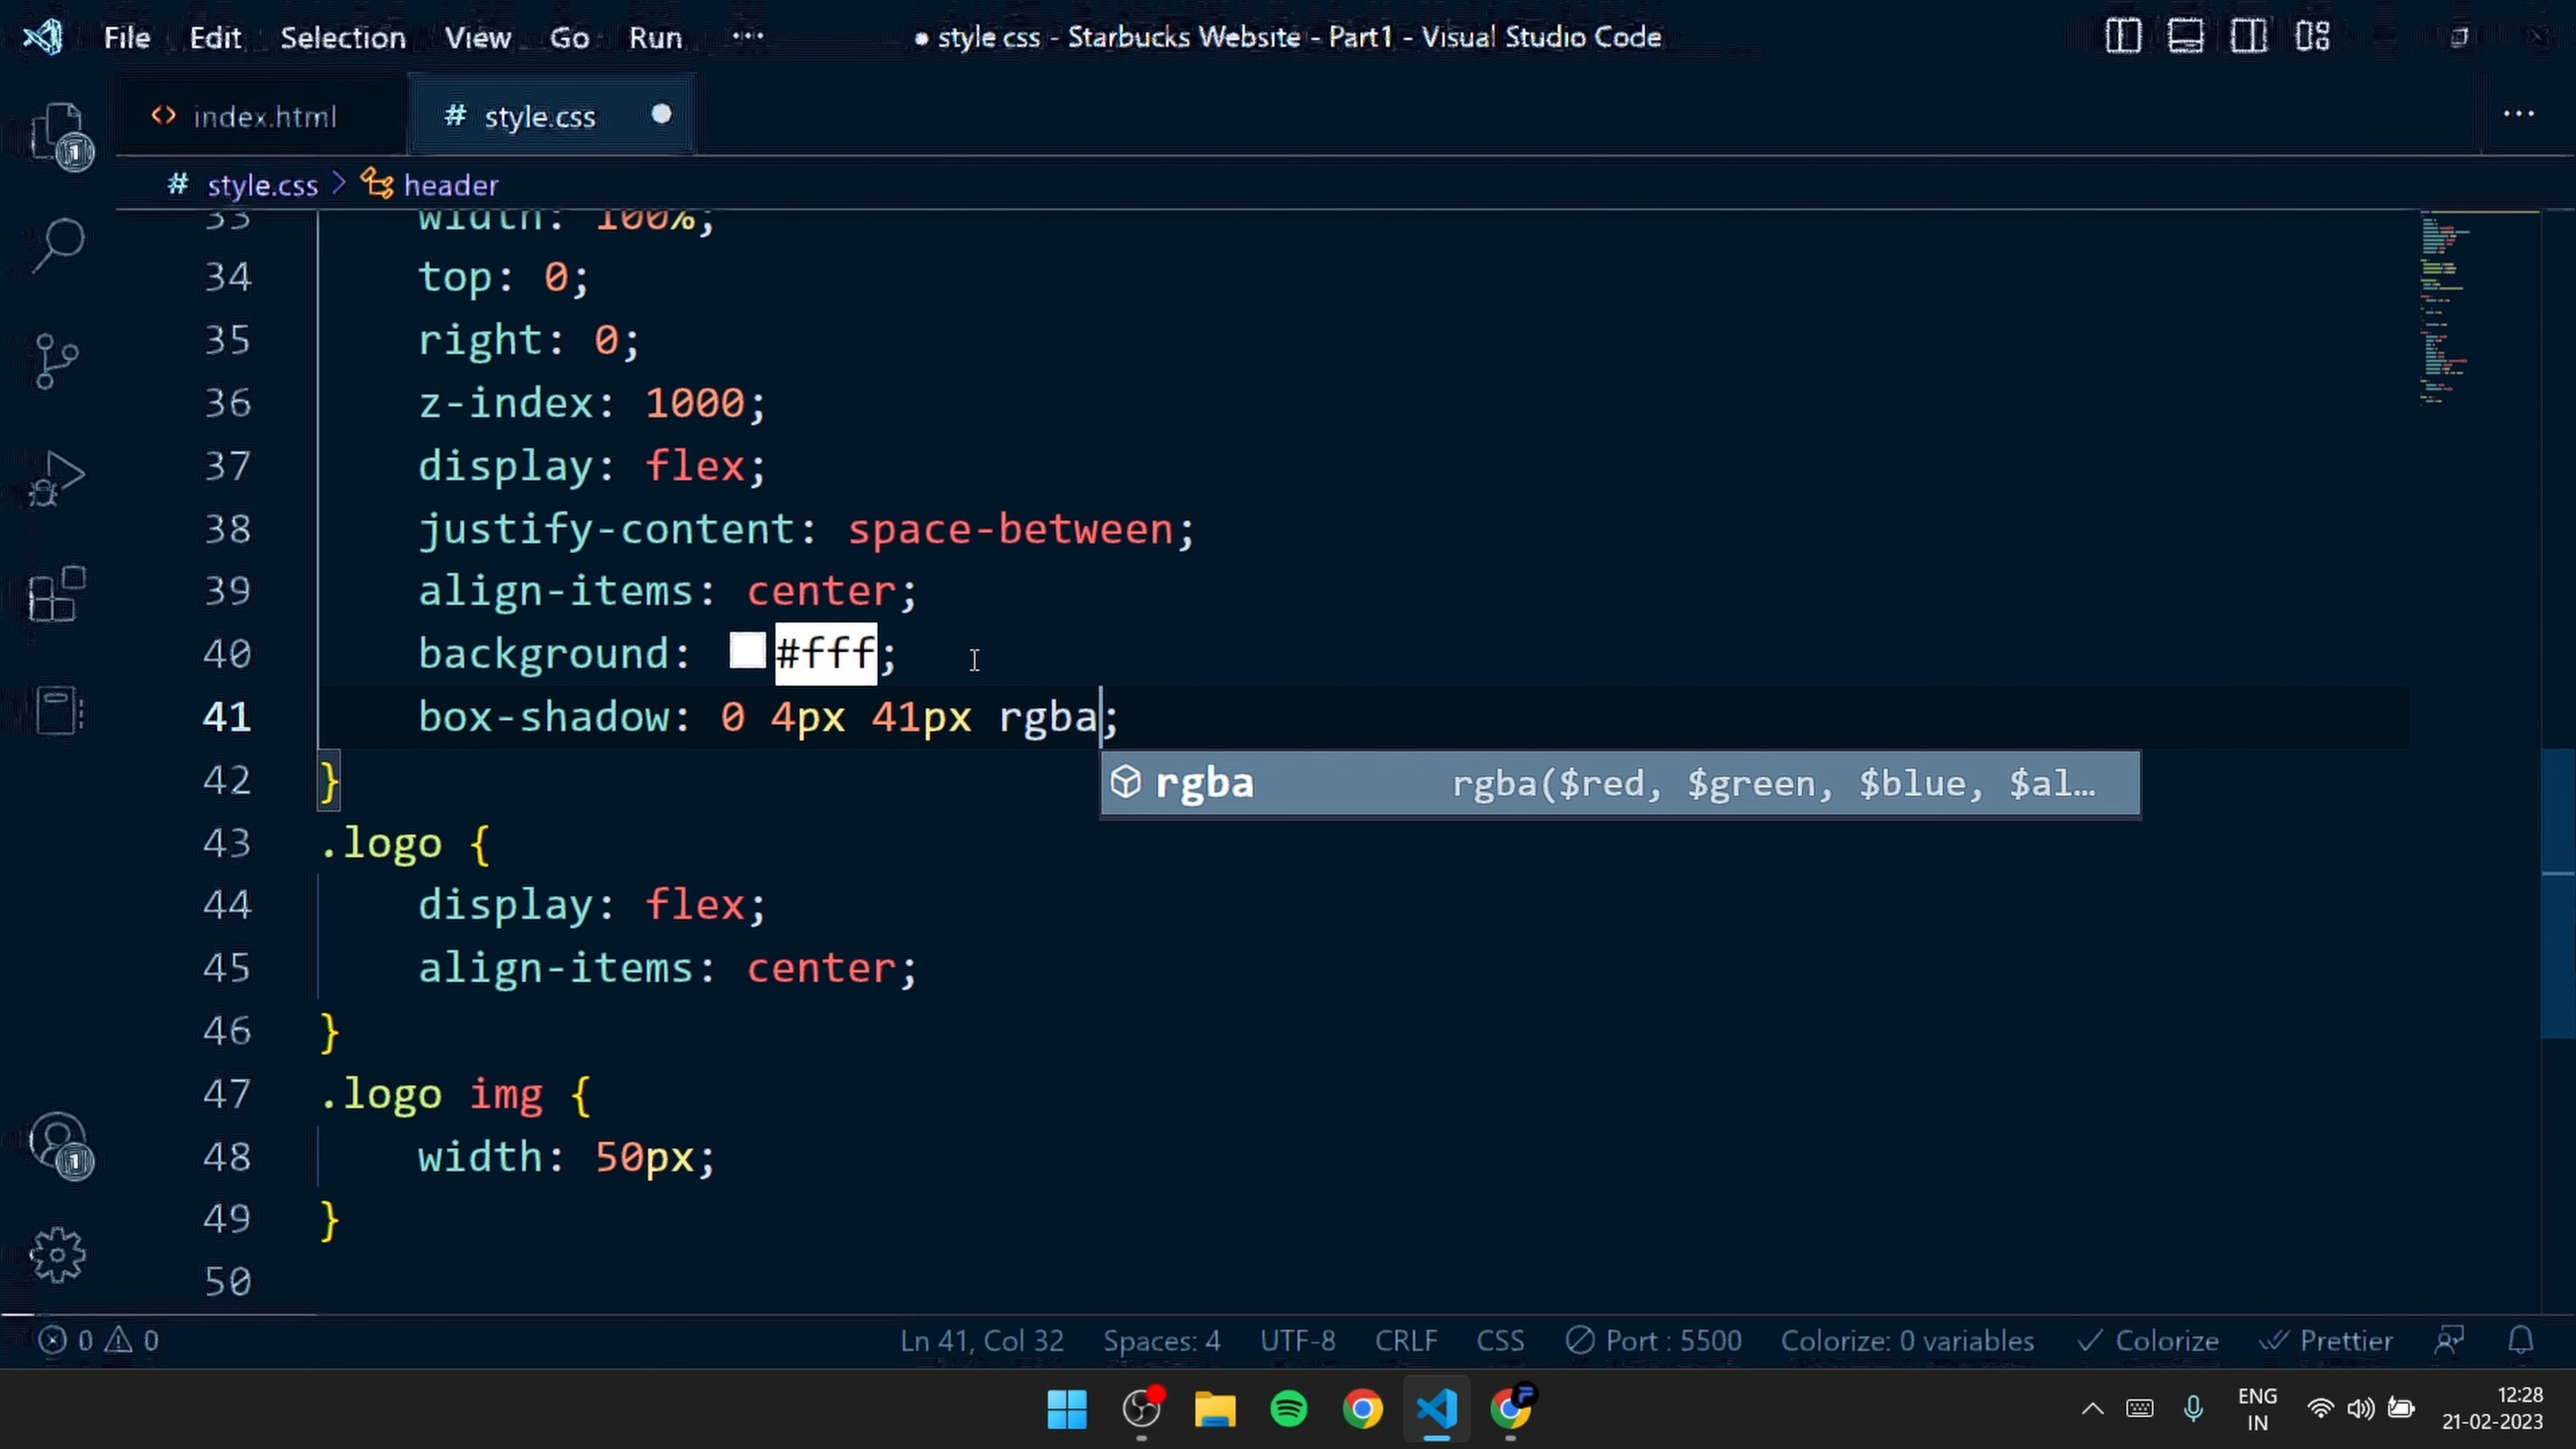 File Edit Selection View Go Run ··· ● style css - Starbucks Website - Part1 - Visual Studio Code
<> index.html # style.css ● ···
# style.css > header
33 width: 100%;
34 top: 0;
35 right: 0;
36 z-index: 1000;
37 display: flex;
38 justify-content: space-between;
39 align-items: center;
40 background: #fff;
41 box-shadow: 0 4px 41px rgba;
rgba rgba($red, $green, $blue, $al…
42 }
43 .logo {
44 display: flex;
45 align-items: center;
46 }
47 .logo img {
48 width: 50px;
49 }
50
1
1
0 0 Ln 41, Col 32 Spaces: 4 UTF-8 CRLF CSS Port : 5500 Colorize: 0 variables Colorize Prettier
ENG
IN
12:28
21-02-2023